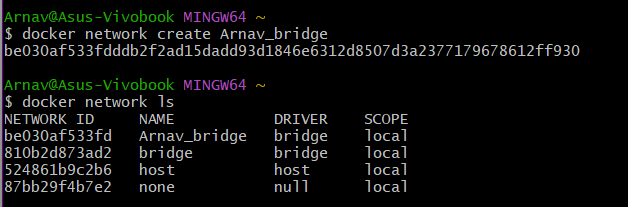 Arnav@Asus-Vivobook MINGW64 ~
$ docker network create Arnav_bridge
be030af533fdddb2f2ad15dadd93d1846e6312d8507d3a2377179678612ff930
Arnav@Asus-Vivobook MINGW64 ~
$ docker network ls
NETWORK ID     NAME           DRIVER    SCOPE
be030af533fd   Arnav_bridge   bridge    local
810b2d873ad2   bridge         bridge    local
524861b9c2b6   host           host      local
87bb29f4b7e2   none           null      local